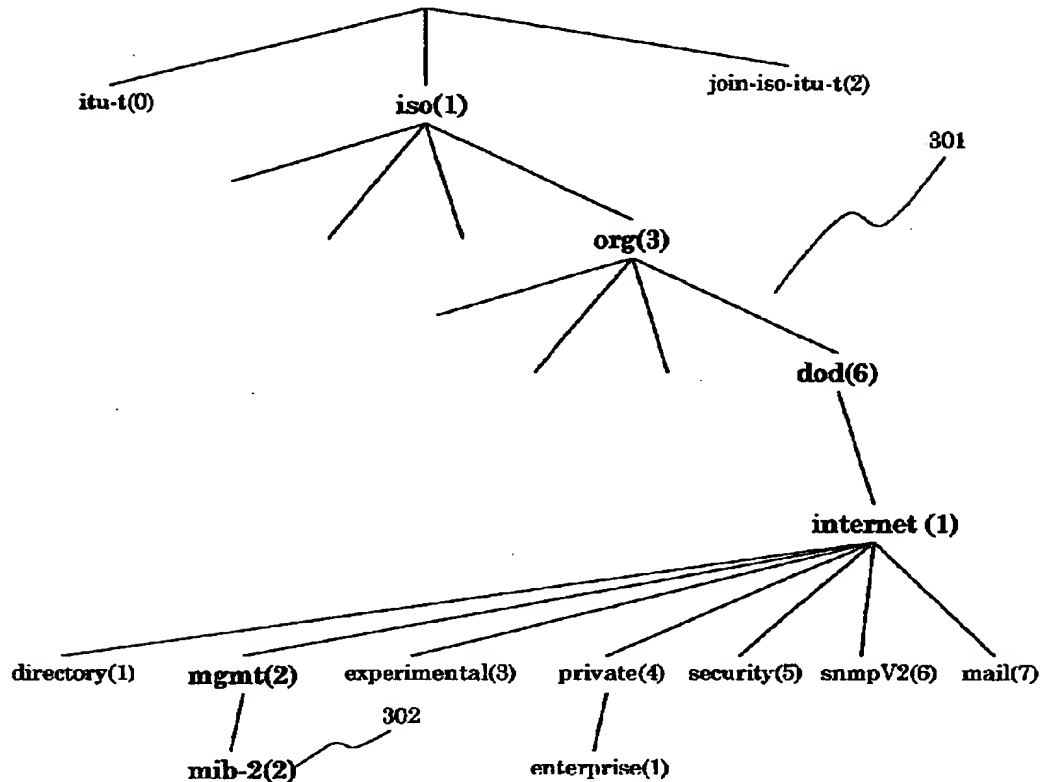 itu-t(0)
iso(1)
join-iso-itu-t(2)
301
org(3)
dod(6)
internet (1)
directory(1)
mgmt(2)
experimental(3)
private(4)
security(5)
snmpV2(6)
mail(7)
302
mib-2(2)
enterprise(1)